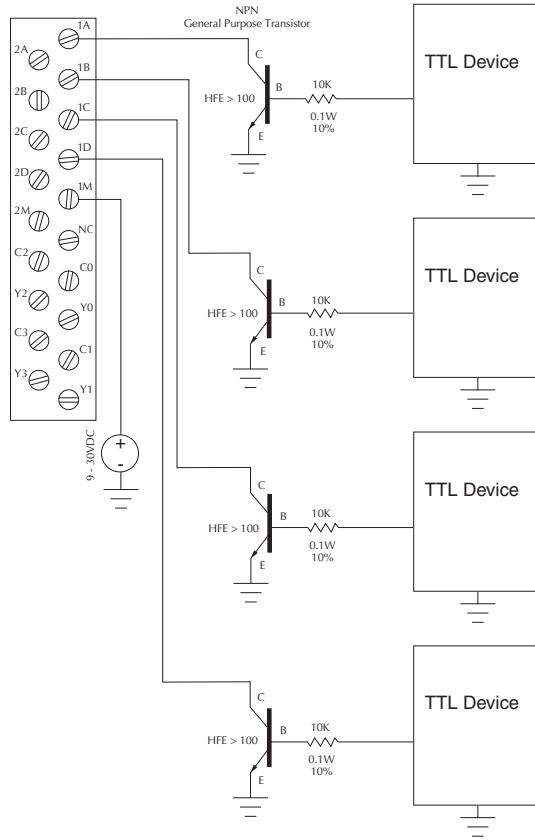 NPN
General Purpose Transistor
1A
2A
1B
2B
1C
2C
1D
2D
1M
2M
NC
C2
C0
Y2
Y0
C3
C1
Y3
Y1
9 - 30VDC
+
-
C
B
E
HFE > 100
10K
0.1W
10%
TTL Device
C
B
E
HFE > 100
10K
0.1W
10%
TTL Device
C
B
E
HFE > 100
10K
0.1W
10%
TTL Device
C
B
E
HFE > 100
10K
0.1W
10%
TTL Device